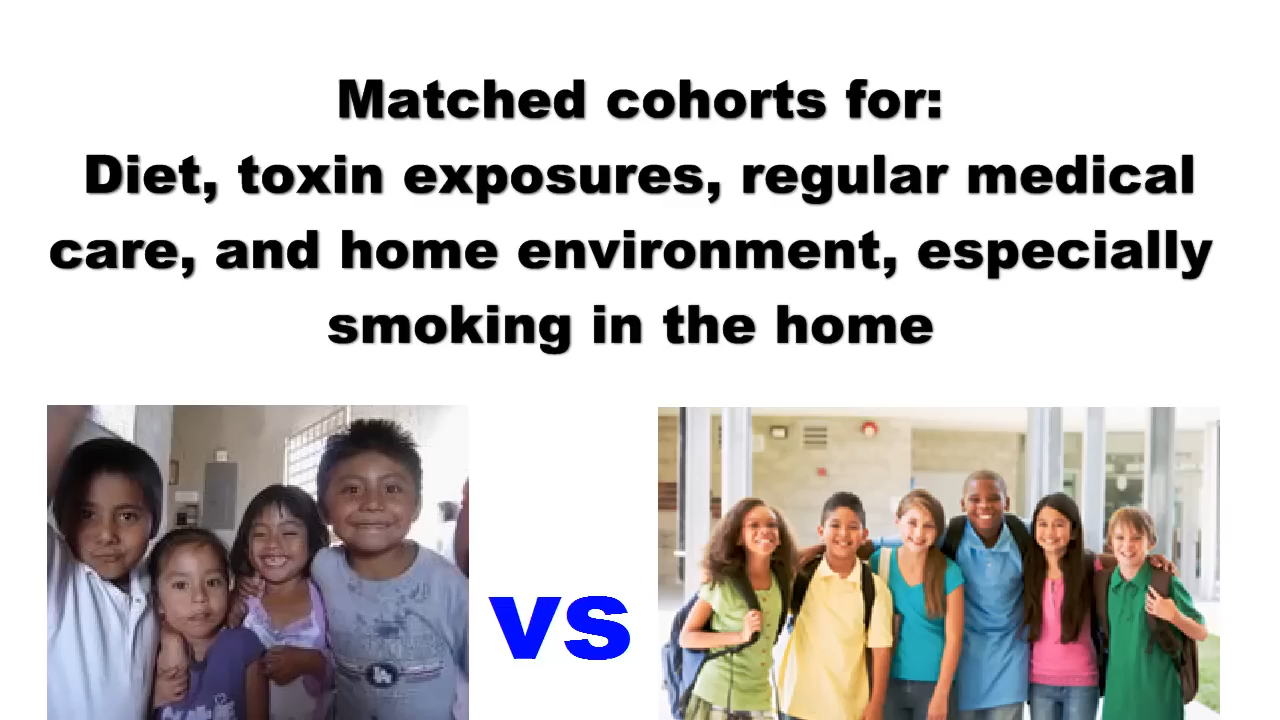 Matched cohorts for:
Diet, toxin exposures, regular medical
care, and home environment, especially
smoking in the home
VS